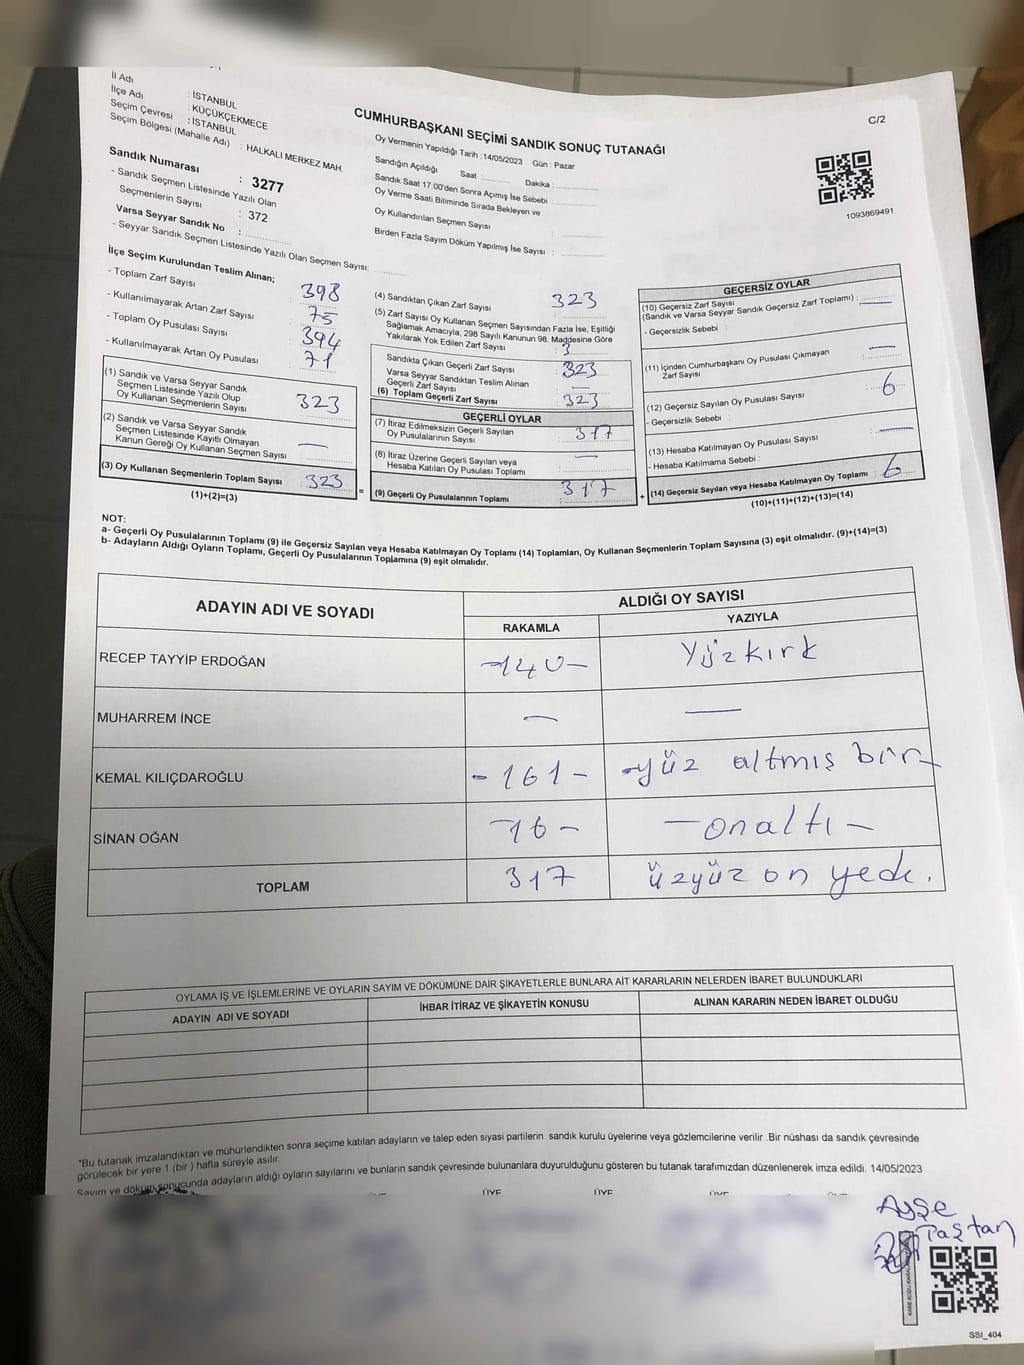 İl Adı : İSTANBUL
İlçe Adı : KÜÇÜKÇEKMECE
Seçim Çevresi : İSTANBUL
Seçim Bölgesi (Mahalle Adı) : HALKALI MERKEZ MAH.
Sandık Numarası : 3277
- Sandık Seçmen Listesinde Yazılı Olan
Seçmenlerin Sayısı : 372
Varsa Seyyar Sandık No :
- Seyyar Sandık Seçmen Listesinde Yazılı Olan Seçmen Sayısı:
CUMHURBAŞKANI SEÇİMİ SANDIK SONUÇ TUTANAĞI
C/2
Oy Vermenin Yapıldığı Tarih :14/05/2023 Gün : Pazar
Sandığın Açıldığı Saat : Dakika :
Sandık Saat 17.00'den Sonra Açımış İse Sebebi :
Oy Verme Saati Bitiminde Sırada Bekleyen ve
Oy Kullandırılan Seçmen Sayısı :
Birden Fazla Sayım Döküm Yapılmış İse Sayısı :
1093869491
İlçe Seçim Kurulundan Teslim Alınan;
- Toplam Zarf Sayısı : 398
- Kullanılmayarak Artan Zarf Sayısı : 75
- Toplam Oy Pusulası Sayısı : 394
- Kullanılmayarak Artan Oy Pusulası : 71
(1) Sandık ve Varsa Seyyar Sandık
Seçmen Listesinde Yazılı Olup
Oy Kullanan Seçmenlerin Sayısı : 323
(2) Sandık ve Varsa Seyyar Sandık
Seçmen Listesinde Kayıtlı Olmayan
Kanun Gereği Oy Kullanan Seçmen Sayısı : —
(3) Oy Kullanan Seçmenlerin Toplam Sayısı : 323
(1)+(2)=(3)
=
(4) Sandıktan Çıkan Zarf Sayısı : 323
(5) Zarf Sayısı Oy Kullanan Seçmen Sayısından Fazla İse, Eşitliği
Sağlamak Amacıyla, 298 Sayılı Kanunun 98. Maddesine Göre
Yakılarak Yok Edilen Zarf Sayısı : 3
Sandıkta Çıkan Geçerli Zarf Sayısı : 323
Varsa Seyyar Sandıktan Teslim Alınan
Geçerli Zarf Sayısı : —
(6) Toplam Geçerli Zarf Sayısı : 323
GEÇERLİ OYLAR
(7) İtiraz Edilmeksizin Geçerli Sayılan
Oy Pusulalarının Sayısı : 317
(8) İtiraz Üzerine Geçerli Sayılan veya
Hesaba Katılan Oy Pusulası Toplamı : —
(9) Geçerli Oy Pusulalarının Toplamı : 317
+
GEÇERSİZ OYLAR
(10) Geçersiz Zarf Sayısı
(Sandık ve Varsa Seyyar Sandık Geçersiz Zarf Toplamı) : —
- Geçersizlik Sebebi :
(11) İçinden Cumhurbaşkanı Oy Pusulası Çıkmayan
Zarf Sayısı : —
(12) Geçersiz Sayılan Oy Pusulası Sayısı : 6
- Geçersizlik Sebebi :
(13) Hesaba Katılmayan Oy Pusulası Sayısı : —
- Hesaba Katılmama Sebebi :
(14) Geçersiz Sayılan veya Hesaba Katılmayan Oy Toplamı : 6
(10)+(11)+(12)+(13)=(14)
NOT:
a- Geçerli Oy Pusulalarının Toplamı (9) ile Geçersiz Sayılan veya Hesaba Katılmayan Oy Toplamı (14) Toplamları, Oy Kullanan Seçmenlerin Toplam Sayısına (3) eşit olmalıdır. (9)+(14)=(3)
b- Adayların Aldığı Oyların Toplamı, Geçerli Oy Pusulalarının Toplamına (9) eşit olmalıdır.
ADAYIN ADI VE SOYADI
ALDIĞI OY SAYISI
RAKAMLA YAZIYLA
RECEP TAYYİP ERDOĞAN -140- Yüzkırk
MUHARREM İNCE — —
KEMAL KILIÇDAROĞLU -161- -yüz altmış bir-
SİNAN OĞAN -16- -onaltı-
TOPLAM 317 üzyüz on yedi.
OYLAMA İŞ VE İŞLEMLERİNE VE OYLARIN SAYIM VE DÖKÜMÜNE DAİR ŞİKAYETLERLE BUNLARA AİT KARARLARIN NELERDEN İBARET BULUNDUKLARI
ADAYIN ADI VE SOYADI İHBAR İTİRAZ VE ŞİKAYETİN KONUSU ALINAN KARARIN NEDEN İBARET OLDUĞU
*Bu tutanak imzalandıktan ve mühürlendikten sonra seçime katılan adayların ve talep eden siyasi partilerin sandık kurulu üyelerine veya gözlemcilerine verilir .Bir nüshası da sandık çevresinde
görülecek bir yere 1 (bir ) hafta süreyle asılır.
Sayım ve döküm sonucunda adayların aldığı oyların sayılarını ve bunların sandık çevresinde bulunanlara duyurulduğunu gösteren bu tutanak tarafımızdan düzenlenerek imza edildi. 14/05/2023
ÜYE ÜYE ÜYE ÜYE ÜYE
Ayşe
Taştan
SSI_404